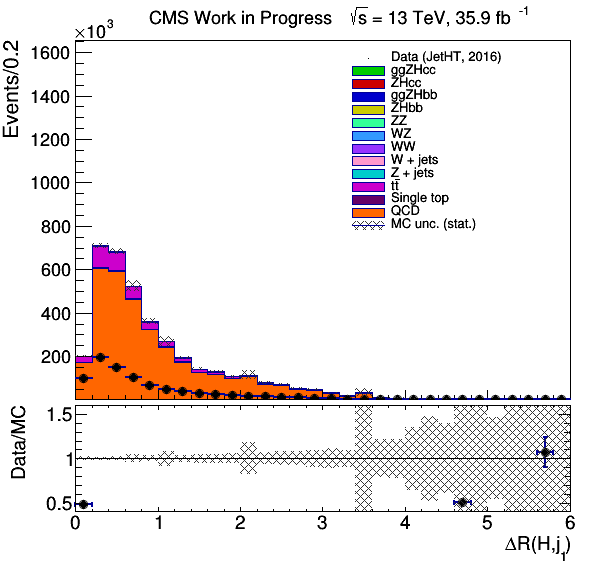 CMS Work in Progress √s = 13 TeV, 35.9 fb⁻¹
×10³
Events/0.2
1600
1400
1200
1000
800
600
400
200
Data (JetHT, 2016)
ggZHcc
ZHcc
ggZHbb
ZHbb
ZZ
WZ
WW
W + jets
Z + jets
tt̄
Single top
QCD
MC unc. (stat.)
Data/MC
1.5
1
0.5
0 1 2 3 4 5 6
ΔR(H,j₁)